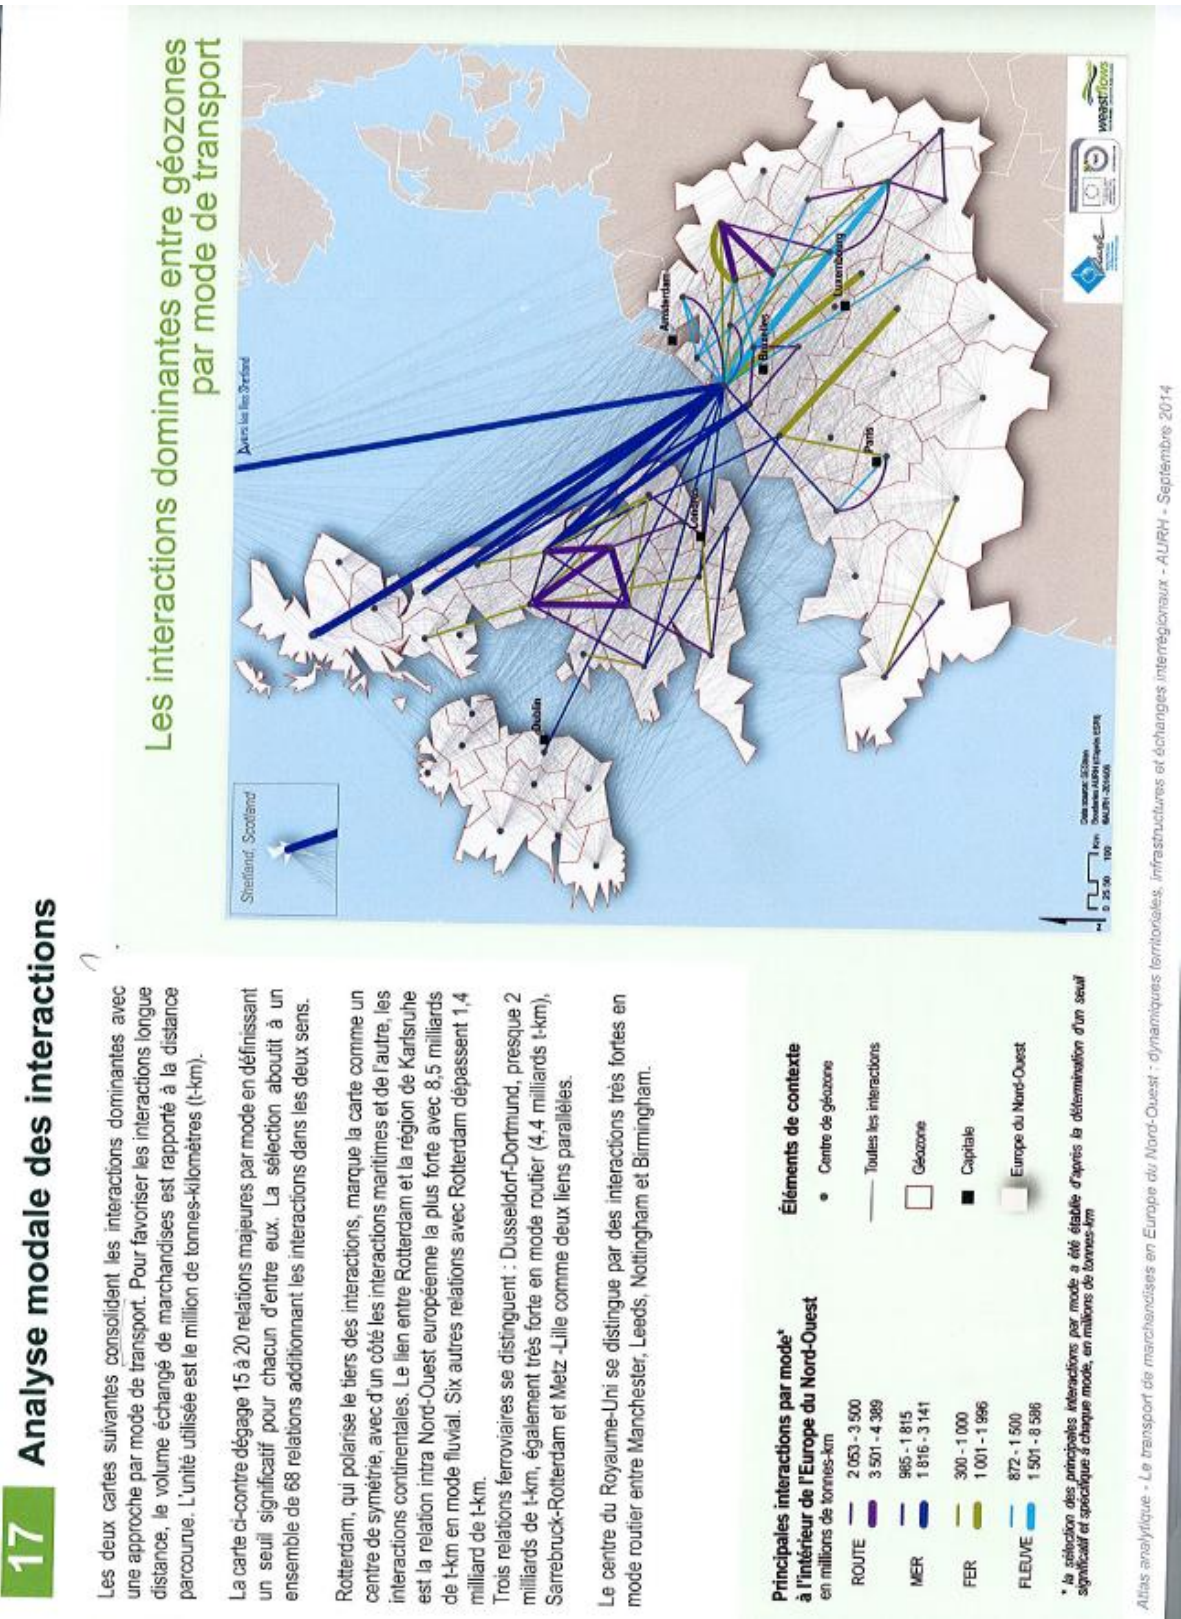 17 Analyse modale des interactions
Les deux cartes suivantes consolident les interactions dominantes avec
une approche par mode de transport. Pour favoriser les interactions longue
distance, le volume échangé de marchandises est rapporté à la distance
parcourue. L'unité utilisée est le million de tonnes-kilomètres (t-km).
La carte ci-contre dégage 15 à 20 relations majeures par mode en définissant
un seuil significatif pour chacun d'entre eux. La sélection aboutit à un
ensemble de 68 relations additionnant les interactions dans les deux sens.
Rotterdam, qui polarise le tiers des interactions, marque la carte comme un
centre de symétrie, avec d'un côté les interactions maritimes et de l'autre, les
interactions continentales. Le lien entre Rotterdam et la région de Karlsruhe
est la relation intra Nord-Ouest européenne la plus forte avec 8,5 milliards
de t-km en mode fluvial. Six autres relations avec Rotterdam dépassent 1,4
milliard de t-km.
Trois relations ferroviaires se distinguent : Dusseldorf-Dortmund, presque 2
milliards de t-km, également très forte en mode routier (4,4 milliards t-km),
Sarrebruck-Rotterdam et Metz -Lille comme deux liens parallèles.
Le centre du Royaume-Uni se distingue par des interactions très fortes en
mode routier entre Manchester, Leeds, Nottingham et Birmingham.
Principales interactions par mode*
à l'intérieur de l'Europe du Nord-Ouest
en millions de tonnes-km
ROUTE
2 053 - 3 500
3 501 - 4 389
MER
985 - 1 815
1 816 - 3 141
FER
300 - 1 000
1 001 - 1 996
FLEUVE
872 - 1 500
1 501 - 8 586
Éléments de contexte
Centre de géozone
Toutes les interactions
Géozone
Capitale
Europe du Nord-Ouest
* la sélection des principales interactions par mode a été établie d'après la détermination d'un seuil
significatif et spécifique à chaque mode, en millions de tonnes-km
Les interactions dominantes entre géozones
par mode de transport
Shetland, Scotland
vers les îles Shetland
Dublin
Londres
Amsterdam
Bruxelles
Luxembourg
Paris
N
0 25 50 100 Km
weastflows
Atlas analytique - Le transport de marchandises en Europe du Nord-Ouest : dynamiques territoriales, infrastructures et échanges interrégionaux - AURH - Septembre 2014